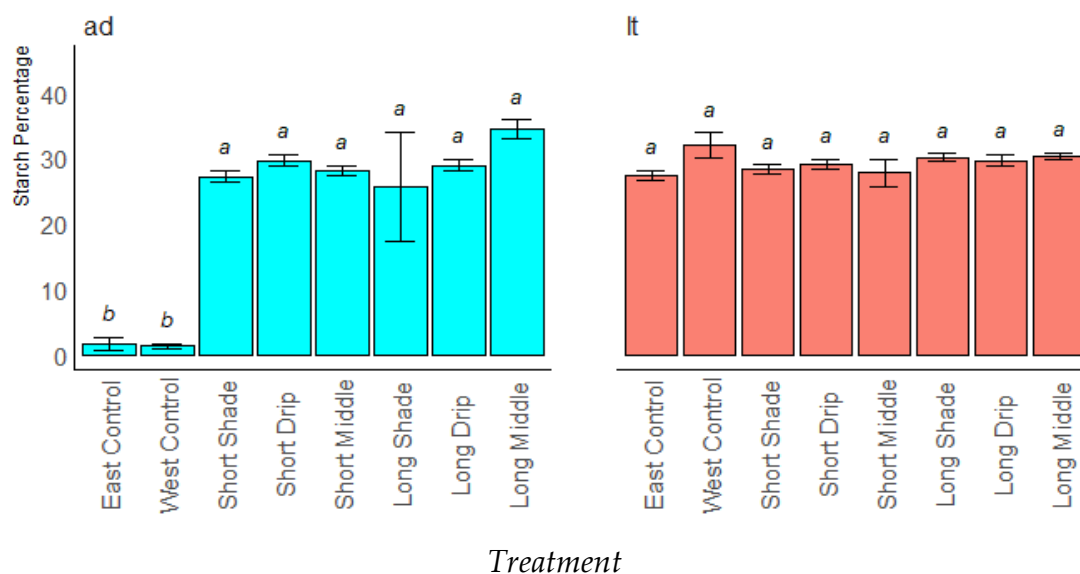 ad
lt
Starch Percentage
40
30
20
10
0
b
b
a
a
a
a
a
a
a
a
a
a
a
a
a
a
East Control
West Control
Short Shade
Short Drip
Short Middle
Long Shade
Long Drip
Long Middle
East Control
West Control
Short Shade
Short Drip
Short Middle
Long Shade
Long Drip
Long Middle
Treatment